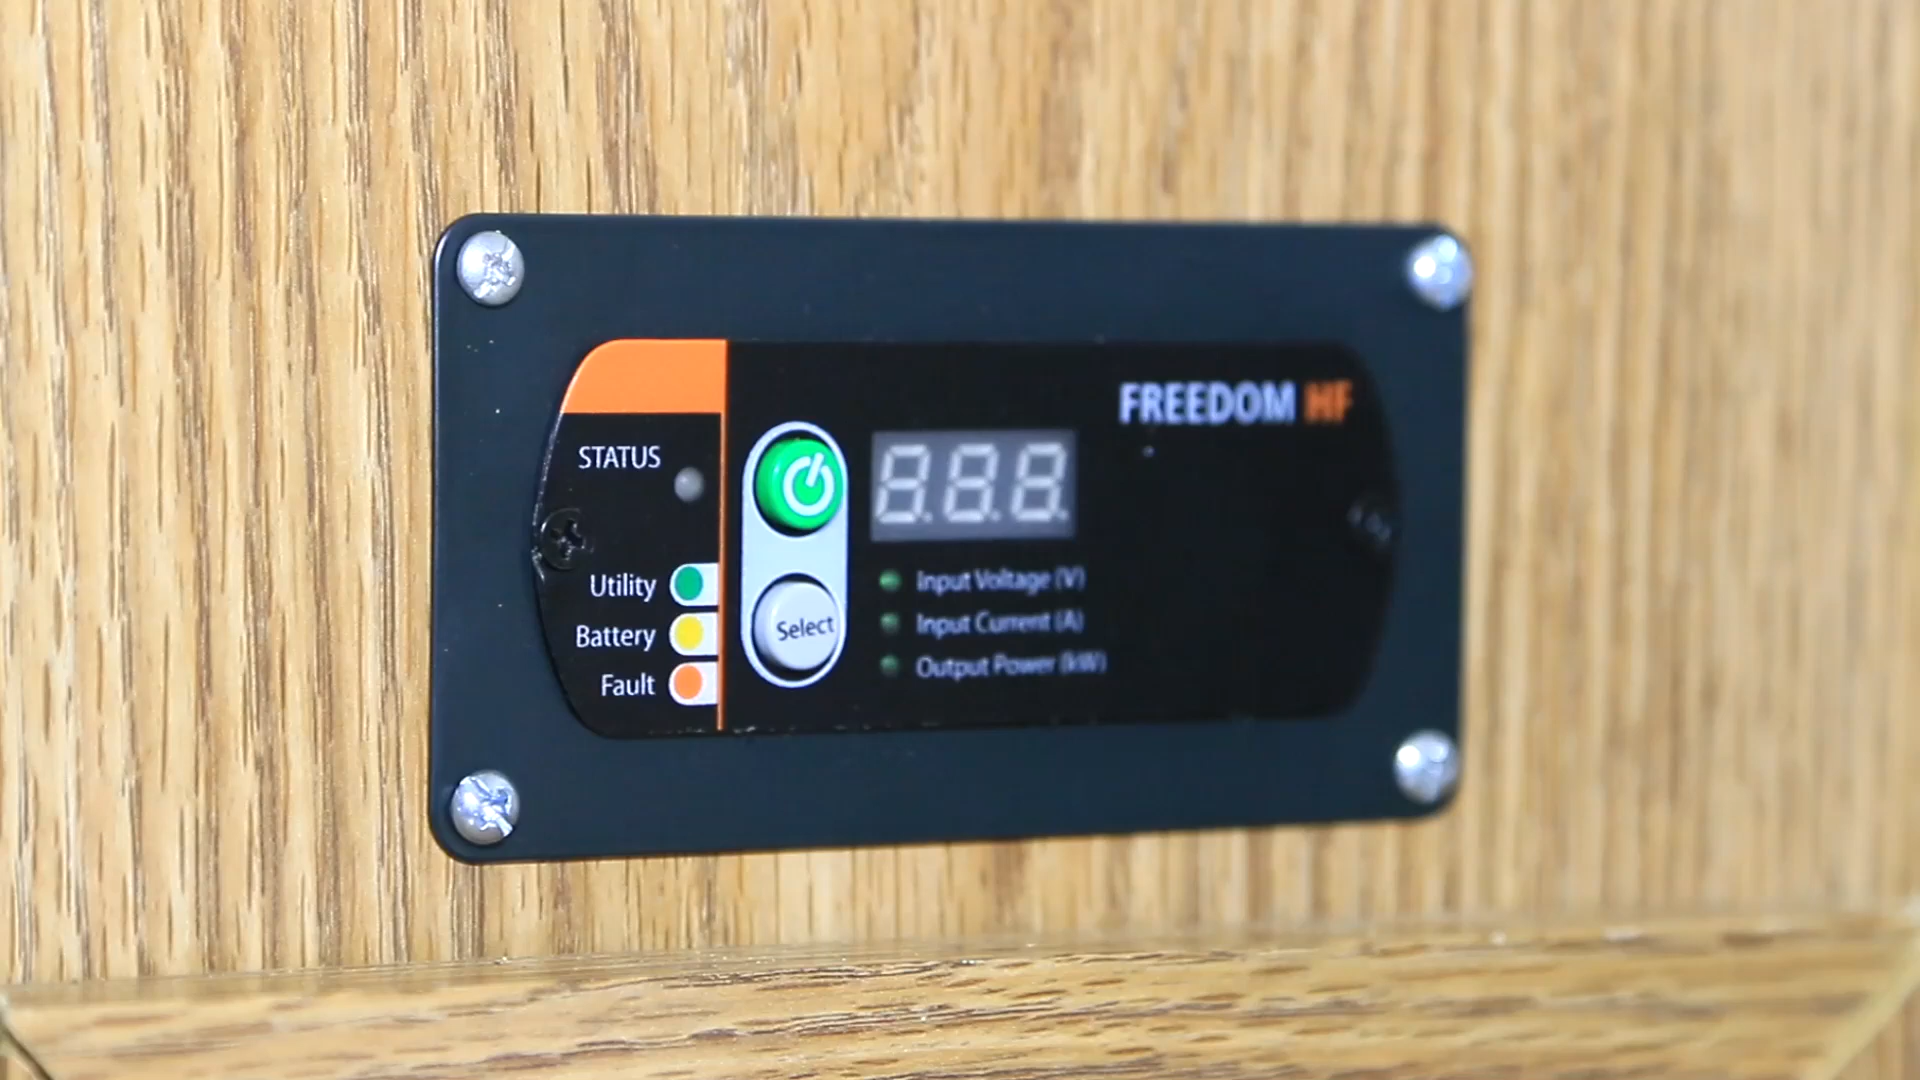 FREEDOM HF
STATUS
Utility
Battery
Fault
Select
Input Voltage (V)
Input Current (A)
Output Power (kW)